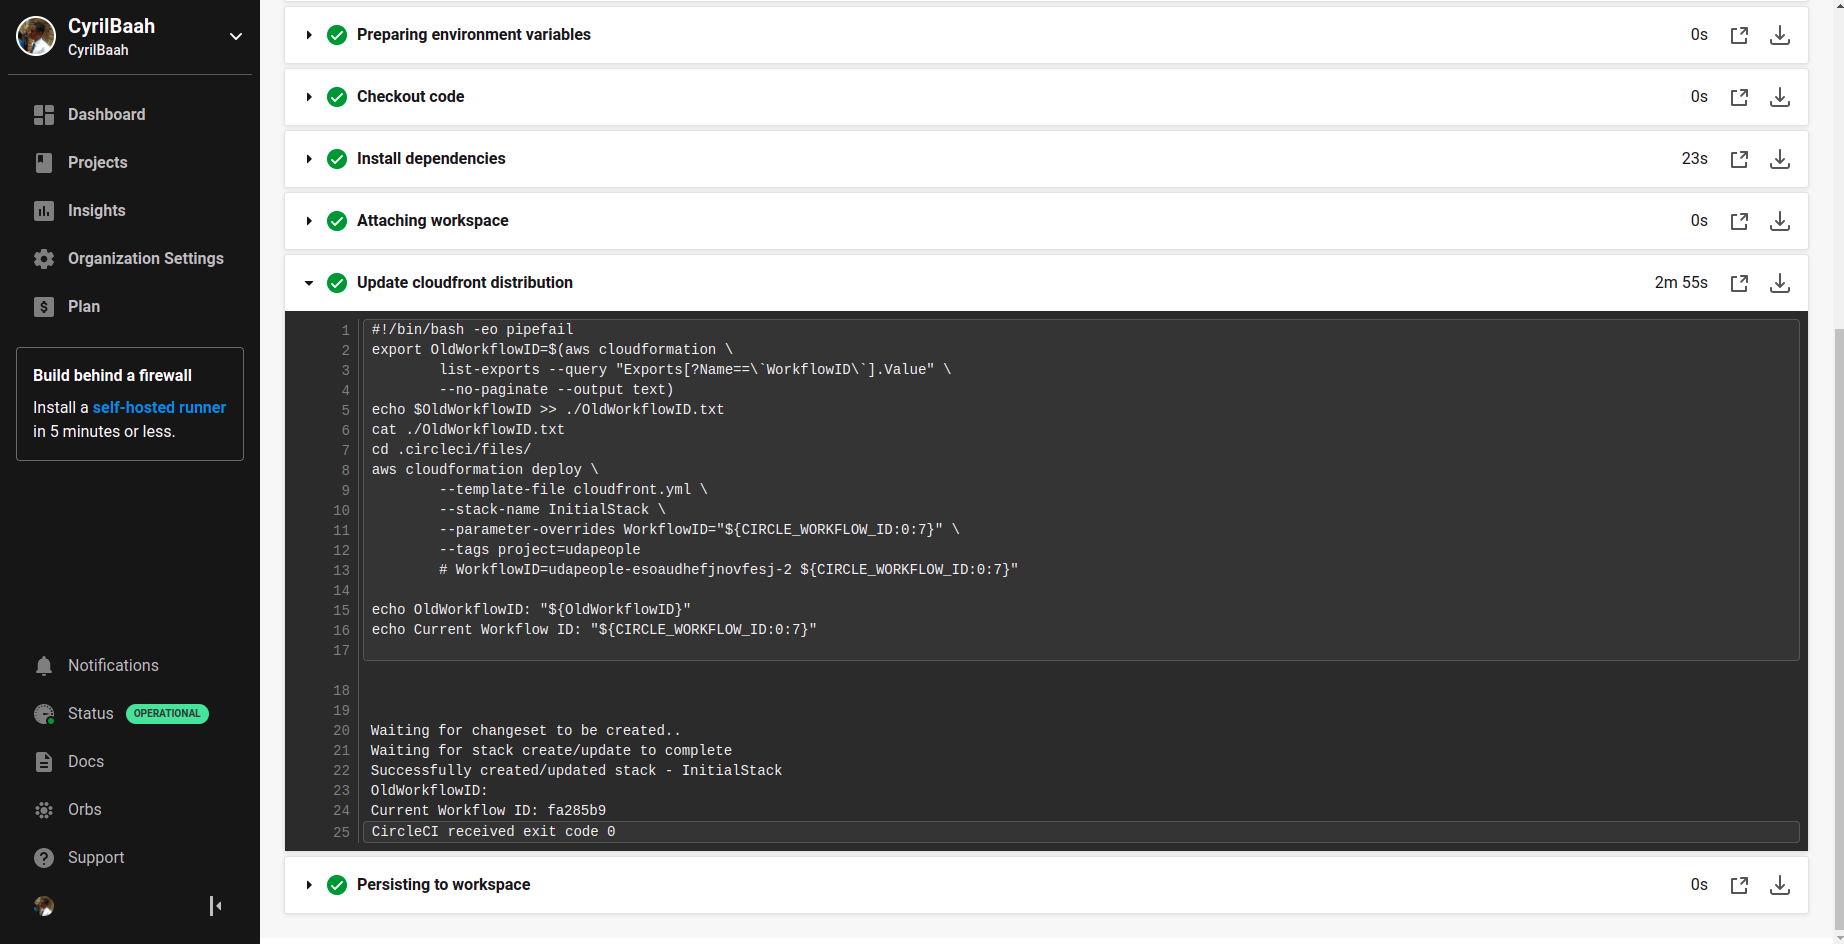 CyrilBaah
CyrilBaah
Dashboard
Projects
Insights
Organization Settings
Plan
Build behind a firewall
Install a self-hosted runner
in 5 minutes or less.
Notifications
Status OPERATIONAL
Docs
Orbs
Support
Preparing environment variables 0s
Checkout code 0s
Install dependencies 23s
Attaching workspace 0s
Update cloudfront distribution 2m 55s
1 #!/bin/bash -eo pipefail
2 export OldWorkflowID=$(aws cloudformation \
3         list-exports --query "Exports[?Name==\`WorkflowID\`].Value" \
4         --no-paginate --output text)
5 echo $OldWorkflowID >> ./OldWorkflowID.txt
6 cat ./OldWorkflowID.txt
7 cd .circleci/files/
8 aws cloudformation deploy \
9         --template-file cloudfront.yml \
10         --stack-name InitialStack \
11         --parameter-overrides WorkflowID="${CIRCLE_WORKFLOW_ID:0:7}" \
12         --tags project=udapeople
13         # WorkflowID=udapeople-esoaudhefjnovfesj-2 ${CIRCLE_WORKFLOW_ID:0:7}"
14
15 echo OldWorkflowID: "${OldWorkflowID}"
16 echo Current Workflow ID: "${CIRCLE_WORKFLOW_ID:0:7}"
17
18
19
20 Waiting for changeset to be created..
21 Waiting for stack create/update to complete
22 Successfully created/updated stack - InitialStack
23 OldWorkflowID:
24 Current Workflow ID: fa285b9
25 CircleCI received exit code 0
Persisting to workspace 0s